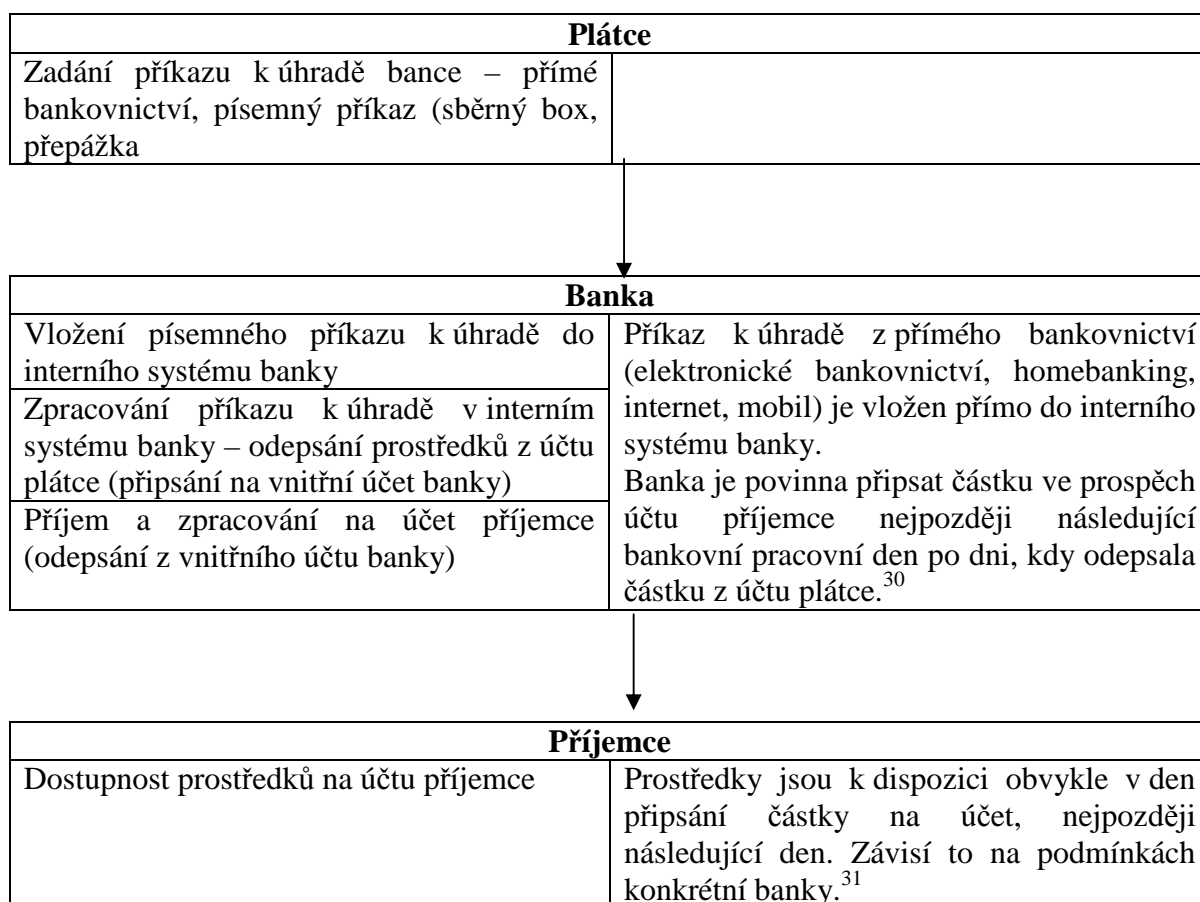 Plátce
Zadání příkazu k úhradě bance – přímé
bankovnictví, písemný příkaz (sběrný box,
přepážka
Banka
Vložení písemného příkazu k úhradě do
interního systému banky
Zpracování příkazu k úhradě v interním
systému banky – odepsání prostředků z účtu
plátce (připsání na vnitřní účet banky)
Příjem a zpracování na účet příjemce
(odepsání z vnitřního účtu banky)
Příkaz k úhradě z přímého bankovnictví
(elektronické bankovnictví, homebanking,
internet, mobil) je vložen přímo do interního
systému banky.
Banka je povinna připsat částku ve prospěch
účtu příjemce nejpozději následující
bankovní pracovní den po dni, kdy odepsala
částku z účtu plátce.30
Příjemce
Dostupnost prostředků na účtu příjemce
Prostředky jsou k dispozici obvykle v den
připsání částky na účet, nejpozději
následující den. Závisí to na podmínkách
konkrétní banky.31